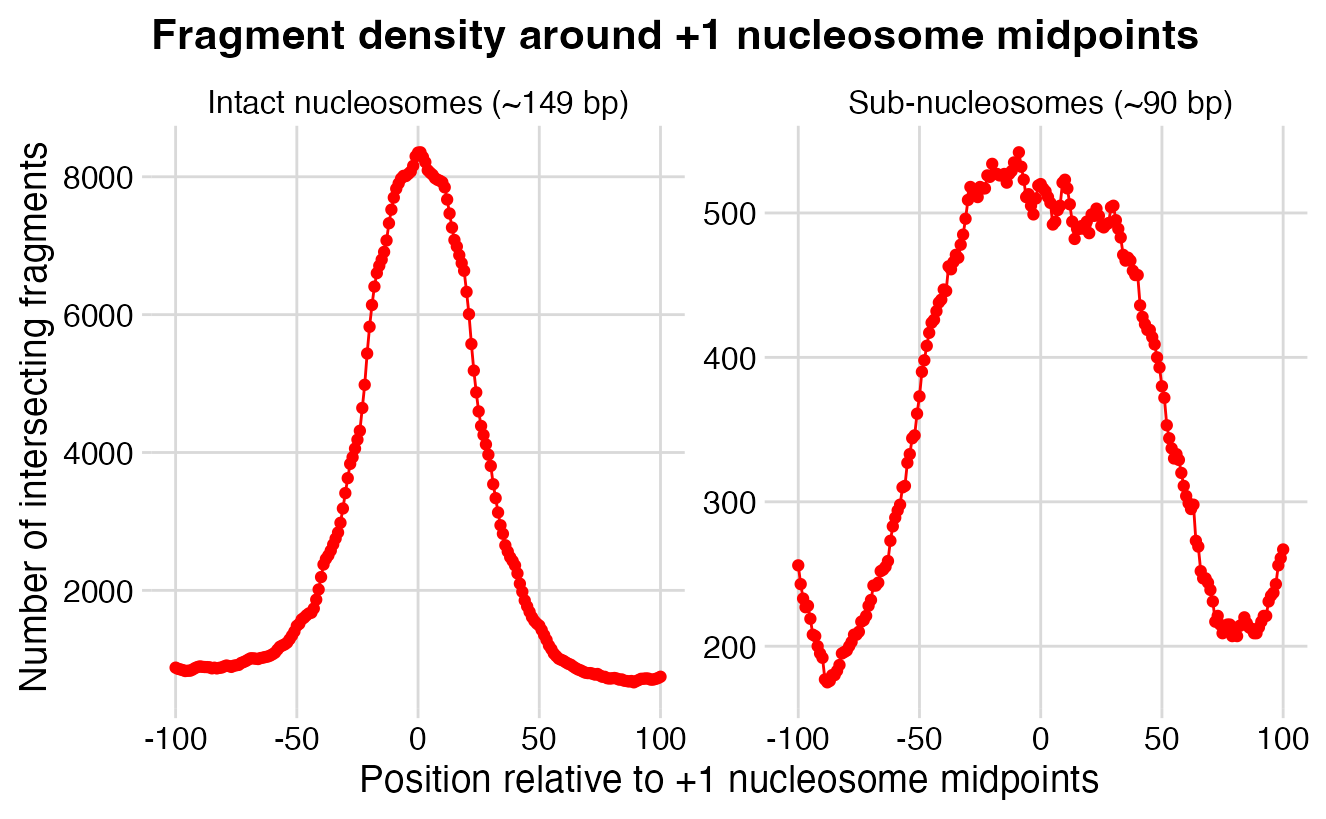 Fragment density around +1 nucleosome midpoints
Intact nucleosomes (~149 bp)
Sub-nucleosomes (~90 bp)
Number of intersecting fragments
8000
6000
4000
2000
500
400
300
200
-100 -50 0 50 100
-100 -50 0 50 100
Position relative to +1 nucleosome midpoints